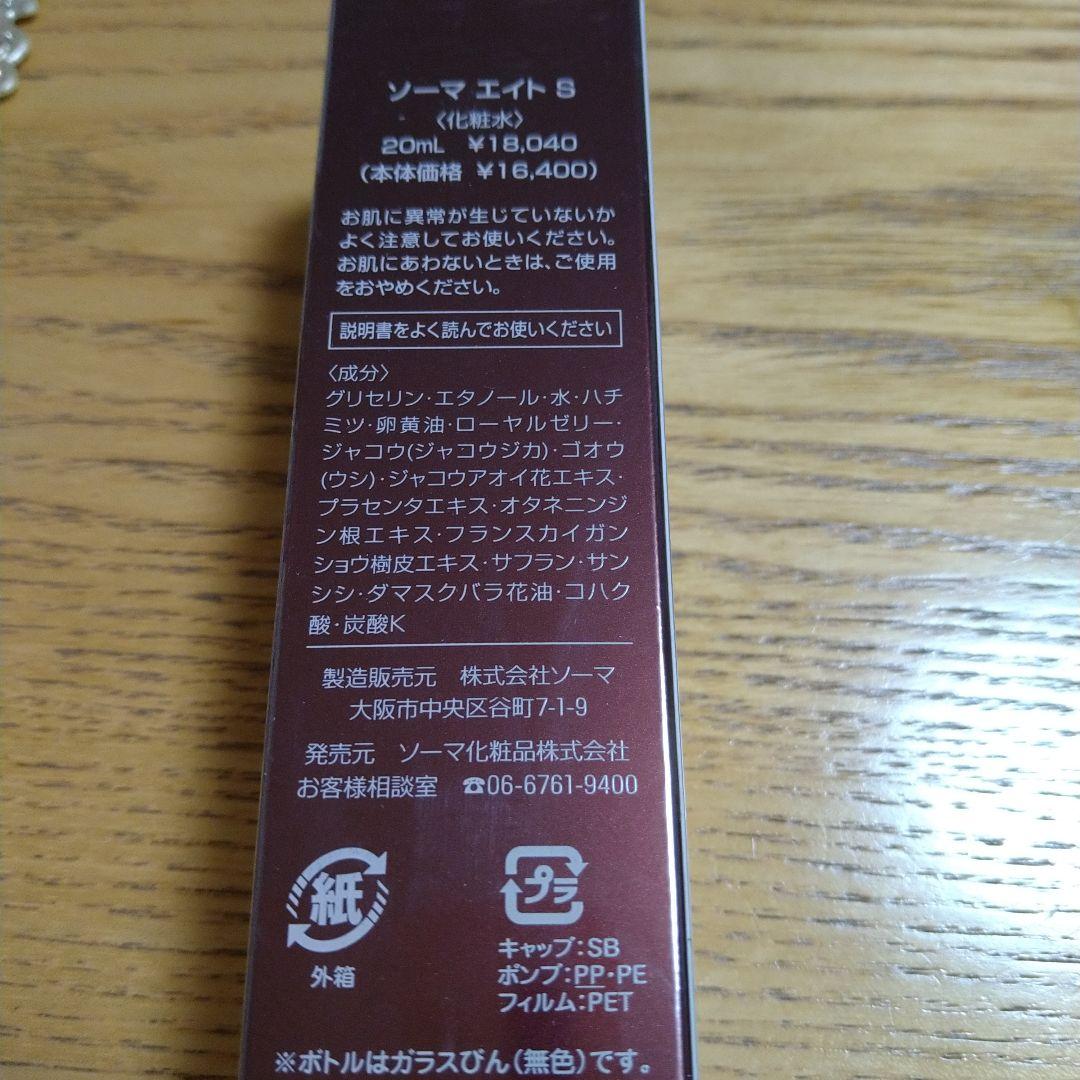 ソーマ エイト S
〈化粧水〉
20mL ¥18,040
(本体価格 ¥16,400)
お肌に異常が生じていないか
よく注意してお使いください。
お肌にあわないときは、ご使用
をおやめください。
説明書をよく読んでお使いください
〈成分〉
グリセリン・エタノール・水・ハチ
ミツ・卵黄油・ローヤルゼリー・
ジャコウ(ジャコウジカ)・ゴオウ
(ウシ)・ジャコウアオイ花エキス・
プラセンタエキス・オタネニンジ
ン根エキス・フランスカイガン
ショウ樹皮エキス・サフラン・サン
シシ・ダマスクバラ花油・コハク
酸・炭酸K
製造販売元 株式会社ソーマ
大阪市中央区谷町7-1-9
発売元 ソーマ化粧品株式会社
お客様相談室 ☎06-6761-9400
紙
外箱
プラ
キャップ:SB
ポンプ:PP・PE
フィルム:PET
※ボトルはガラスびん(無色)です。